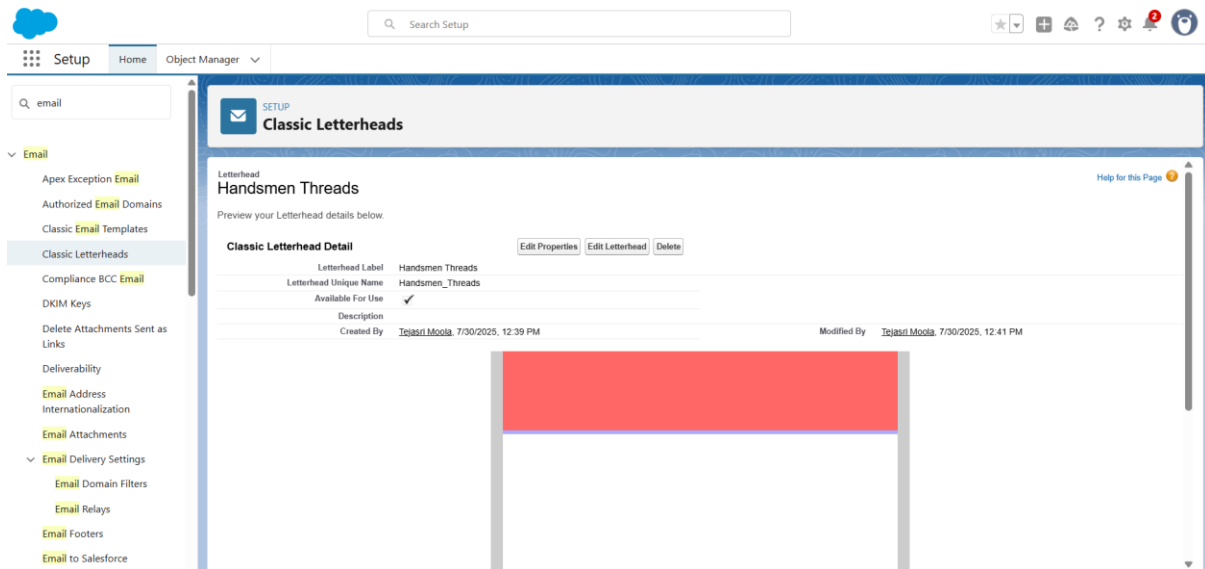 Search Setup
2
Setup
Home
Object Manager
email
Email
Apex Exception Email
Authorized Email Domains
Classic Email Templates
Classic Letterheads
Compliance BCC Email
DKIM Keys
Delete Attachments Sent as
Links
Deliverability
Email Address
Internationalization
Email Attachments
Email Delivery Settings
Email Domain Filters
Email Relays
Email Footers
Email to Salesforce
SETUP
Classic Letterheads
Letterhead
Handsmen Threads
Help for this Page ?
Preview your Letterhead details below.
Classic Letterhead Detail
Edit Properties Edit Letterhead Delete
Letterhead Label Handsmen Threads
Letterhead Unique Name Handsmen_Threads
Available For Use ✓
Description
Created By Tejasri Moola, 7/30/2025, 12:39 PM Modified By Tejasri Moola, 7/30/2025, 12:41 PM